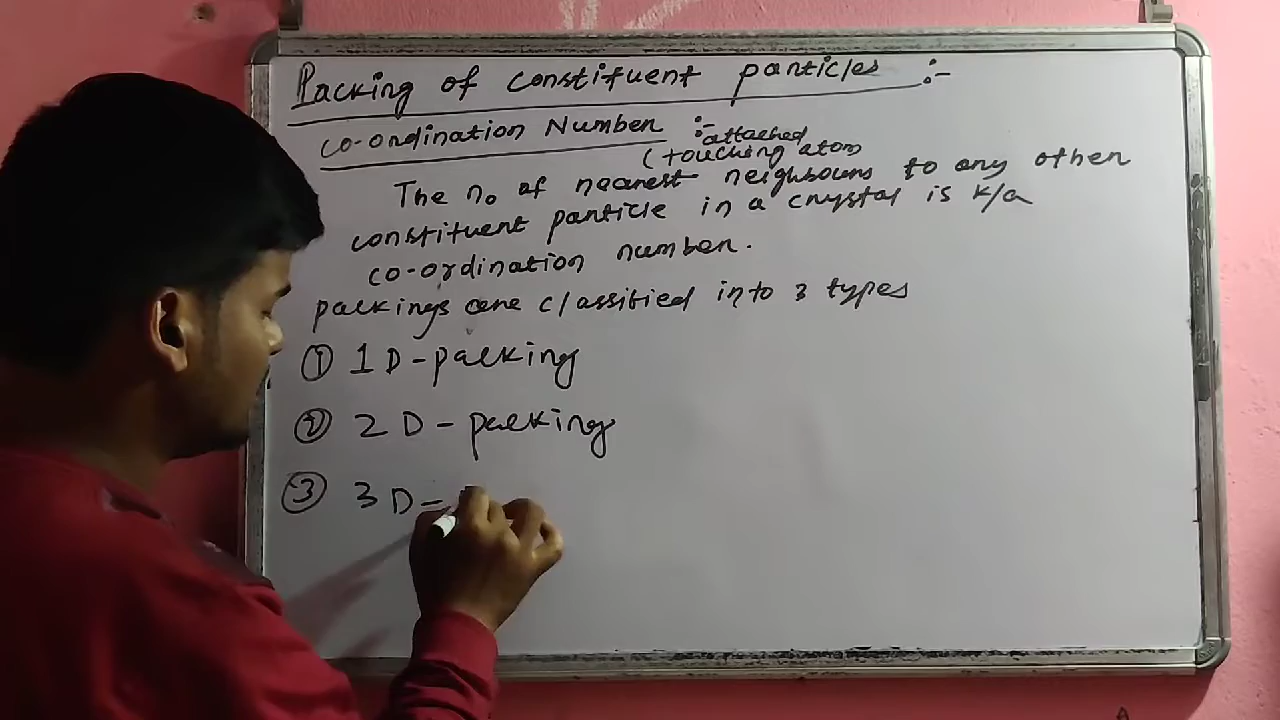 Packing of constituent particles :-
co-ordination Number :-
attached
(touching atom
The no of nearest neighbours to any other
constituent particle in a crystal is k/a
co-ordination number.
packings are classified into 3 types
① 1D-packing
② 2D-packing
③ 3D-